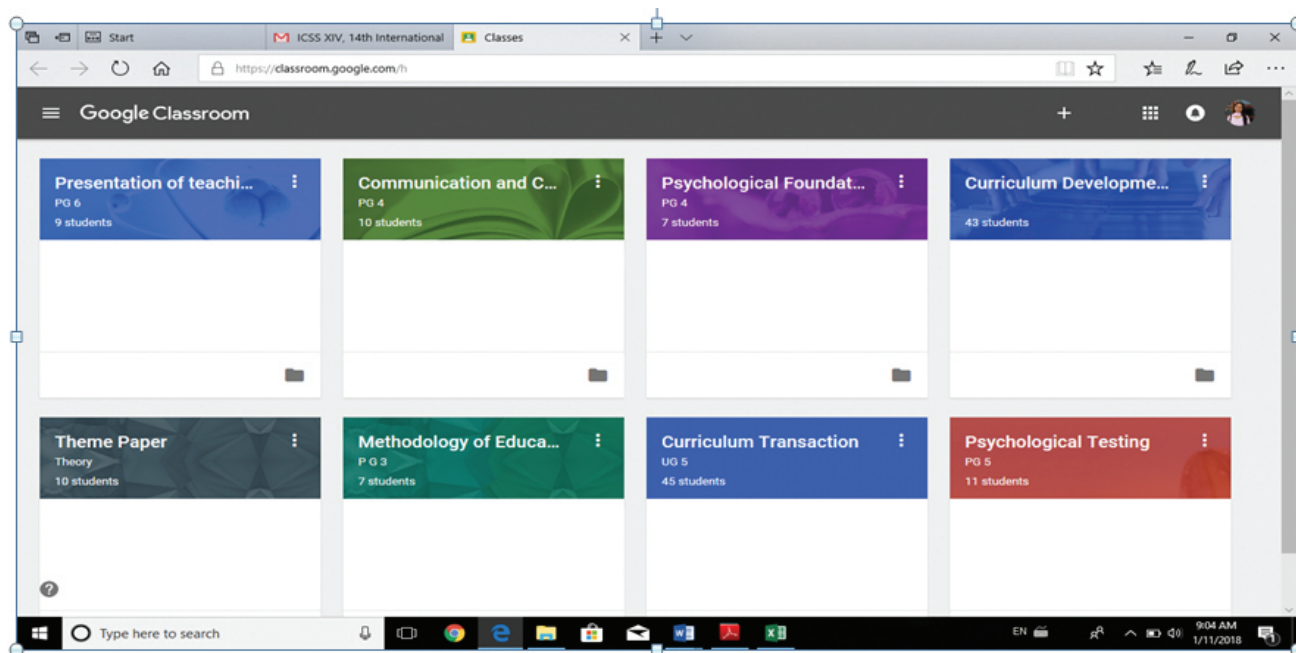 Start
ICSS XIV, 14th International
Classes
https://classroom.google.com/h
Google Classroom
Presentation of teachi...
PG 6
9 students
Communication and C...
PG 4
10 students
Psychological Foundat...
PG 4
7 students
Curriculum Developme...
43 students
Theme Paper
Theory
10 students
Methodology of Educa...
P G 3
7 students
Curriculum Transaction
UG 5
45 students
Psychological Testing
PG 5
11 students
Type here to search
EN
9:04 AM
1/11/2018